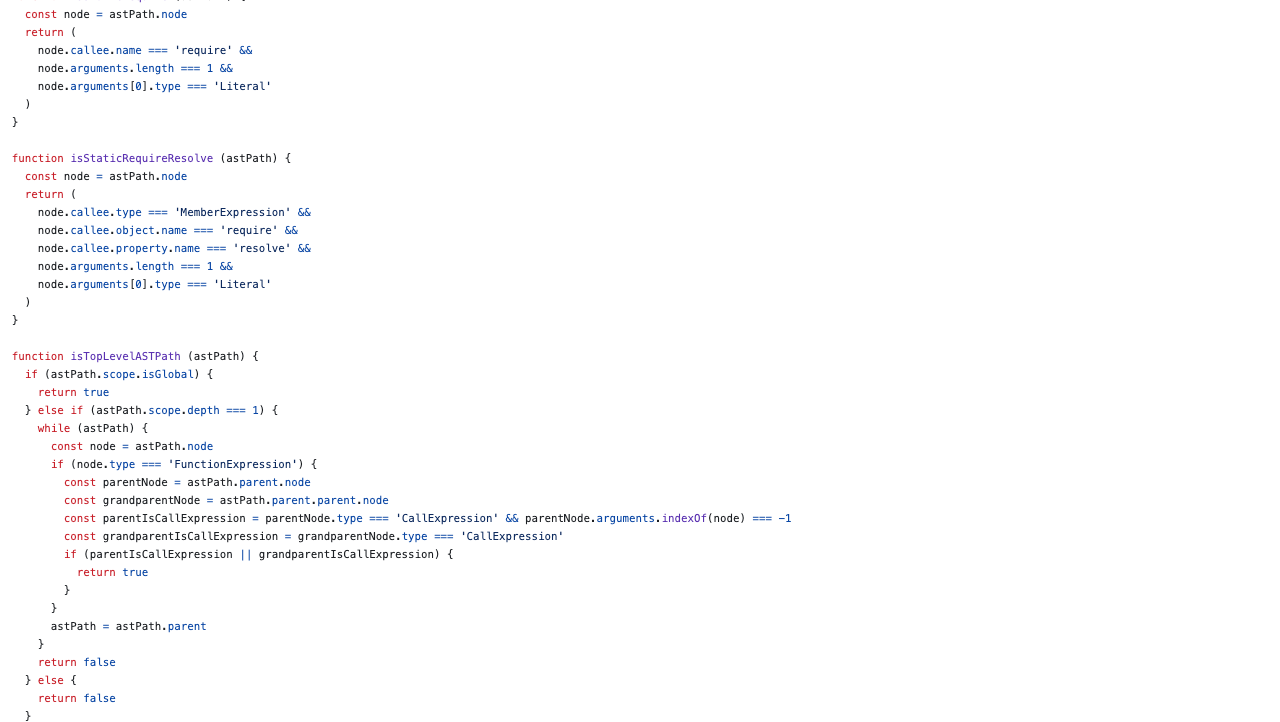 const node = astPath.node
return (
node.callee.name === 'require' &&
node.arguments.length === 1 &&
node.arguments[0].type === 'Literal'
)
}
function isStaticRequireResolve (astPath) {
const node = astPath.node
return (
node.callee.type === 'MemberExpression' &&
node.callee.object.name === 'require' &&
node.callee.property.name === 'resolve' &&
node.arguments.length === 1 &&
node.arguments[0].type === 'Literal'
)
}
function isTopLevelASTPath (astPath) {
if (astPath.scope.isGlobal) {
return true
} else if (astPath.scope.depth === 1) {
while (astPath) {
const node = astPath.node
if (node.type === 'FunctionExpression') {
const parentNode = astPath.parent.node
const grandparentNode = astPath.parent.parent.node
const parentIsCallExpression = parentNode.type === 'CallExpression' && parentNode.arguments.indexOf(node) === -1
const grandparentIsCallExpression = grandparentNode.type === 'CallExpression'
if (parentIsCallExpression || grandparentIsCallExpression) {
return true
}
}
astPath = astPath.parent
}
return false
} else {
return false
}